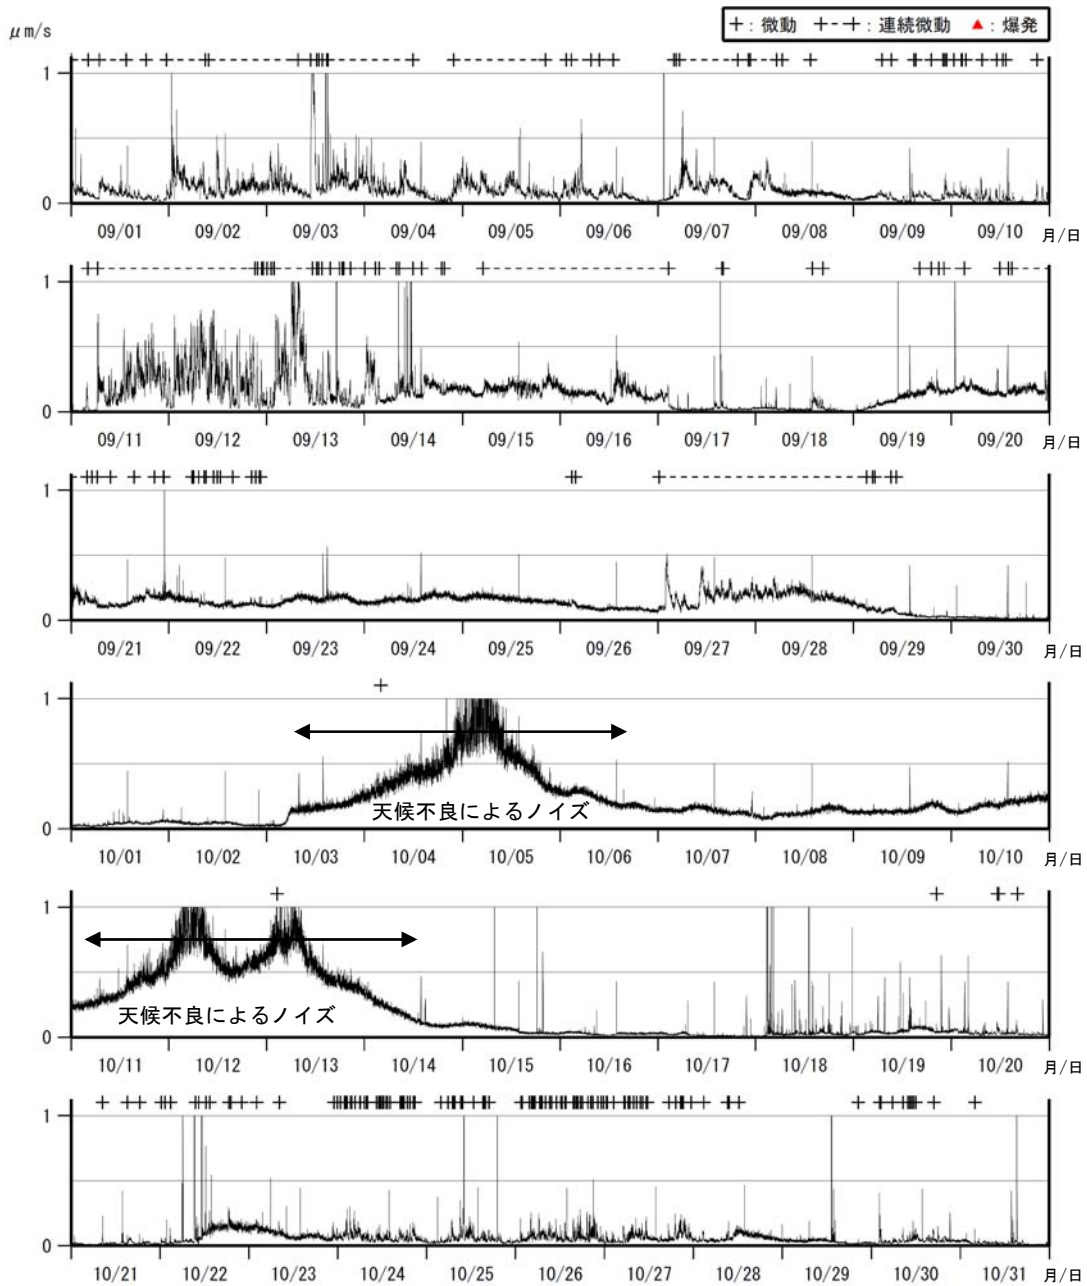 μm/s
+：微動 +--+：連続微動 ▲：爆発
1
0
09/01 09/02 09/03 09/04 09/05 09/06 09/07 09/08 09/09 09/10 月/日
1
0
09/11 09/12 09/13 09/14 09/15 09/16 09/17 09/18 09/19 09/20 月/日
1
0
09/21 09/22 09/23 09/24 09/25 09/26 09/27 09/28 09/29 09/30 月/日
1
天候不良によるノイズ
0
10/01 10/02 10/03 10/04 10/05 10/06 10/07 10/08 10/09 10/10 月/日
1
天候不良によるノイズ
0
10/11 10/12 10/13 10/14 10/15 10/16 10/17 10/18 10/19 10/20 月/日
1
0
10/21 10/22 10/23 10/24 10/25 10/26 10/27 10/28 10/29 10/30 10/31 月/日